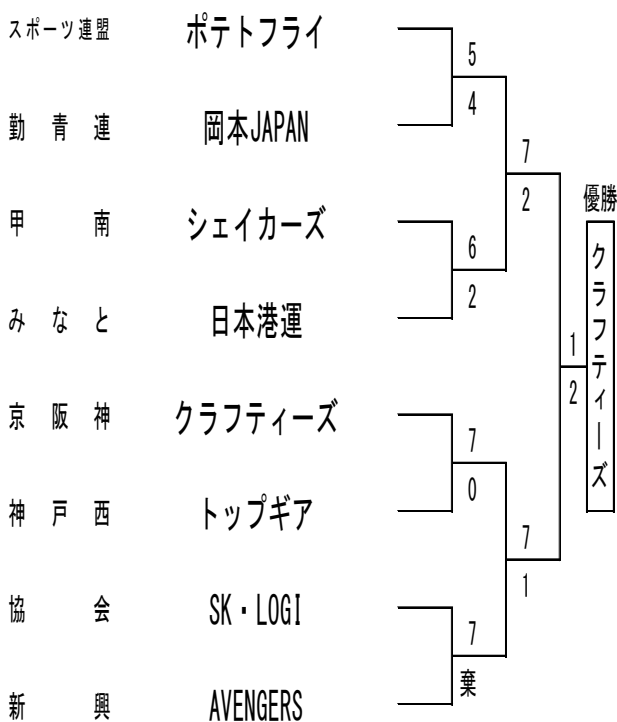 スポーツ連盟 ポテトフライ
5
4
勤青連 岡本JAPAN
7
2
優勝
甲南 シェイカーズ
6
2
みなと 日本港運
クラフティーズ
1
2
京阪神 クラフティーズ
7
0
神戸西 トップギア
7
1
協会 SK・LOGI
7
棄
新興 AVENGERS